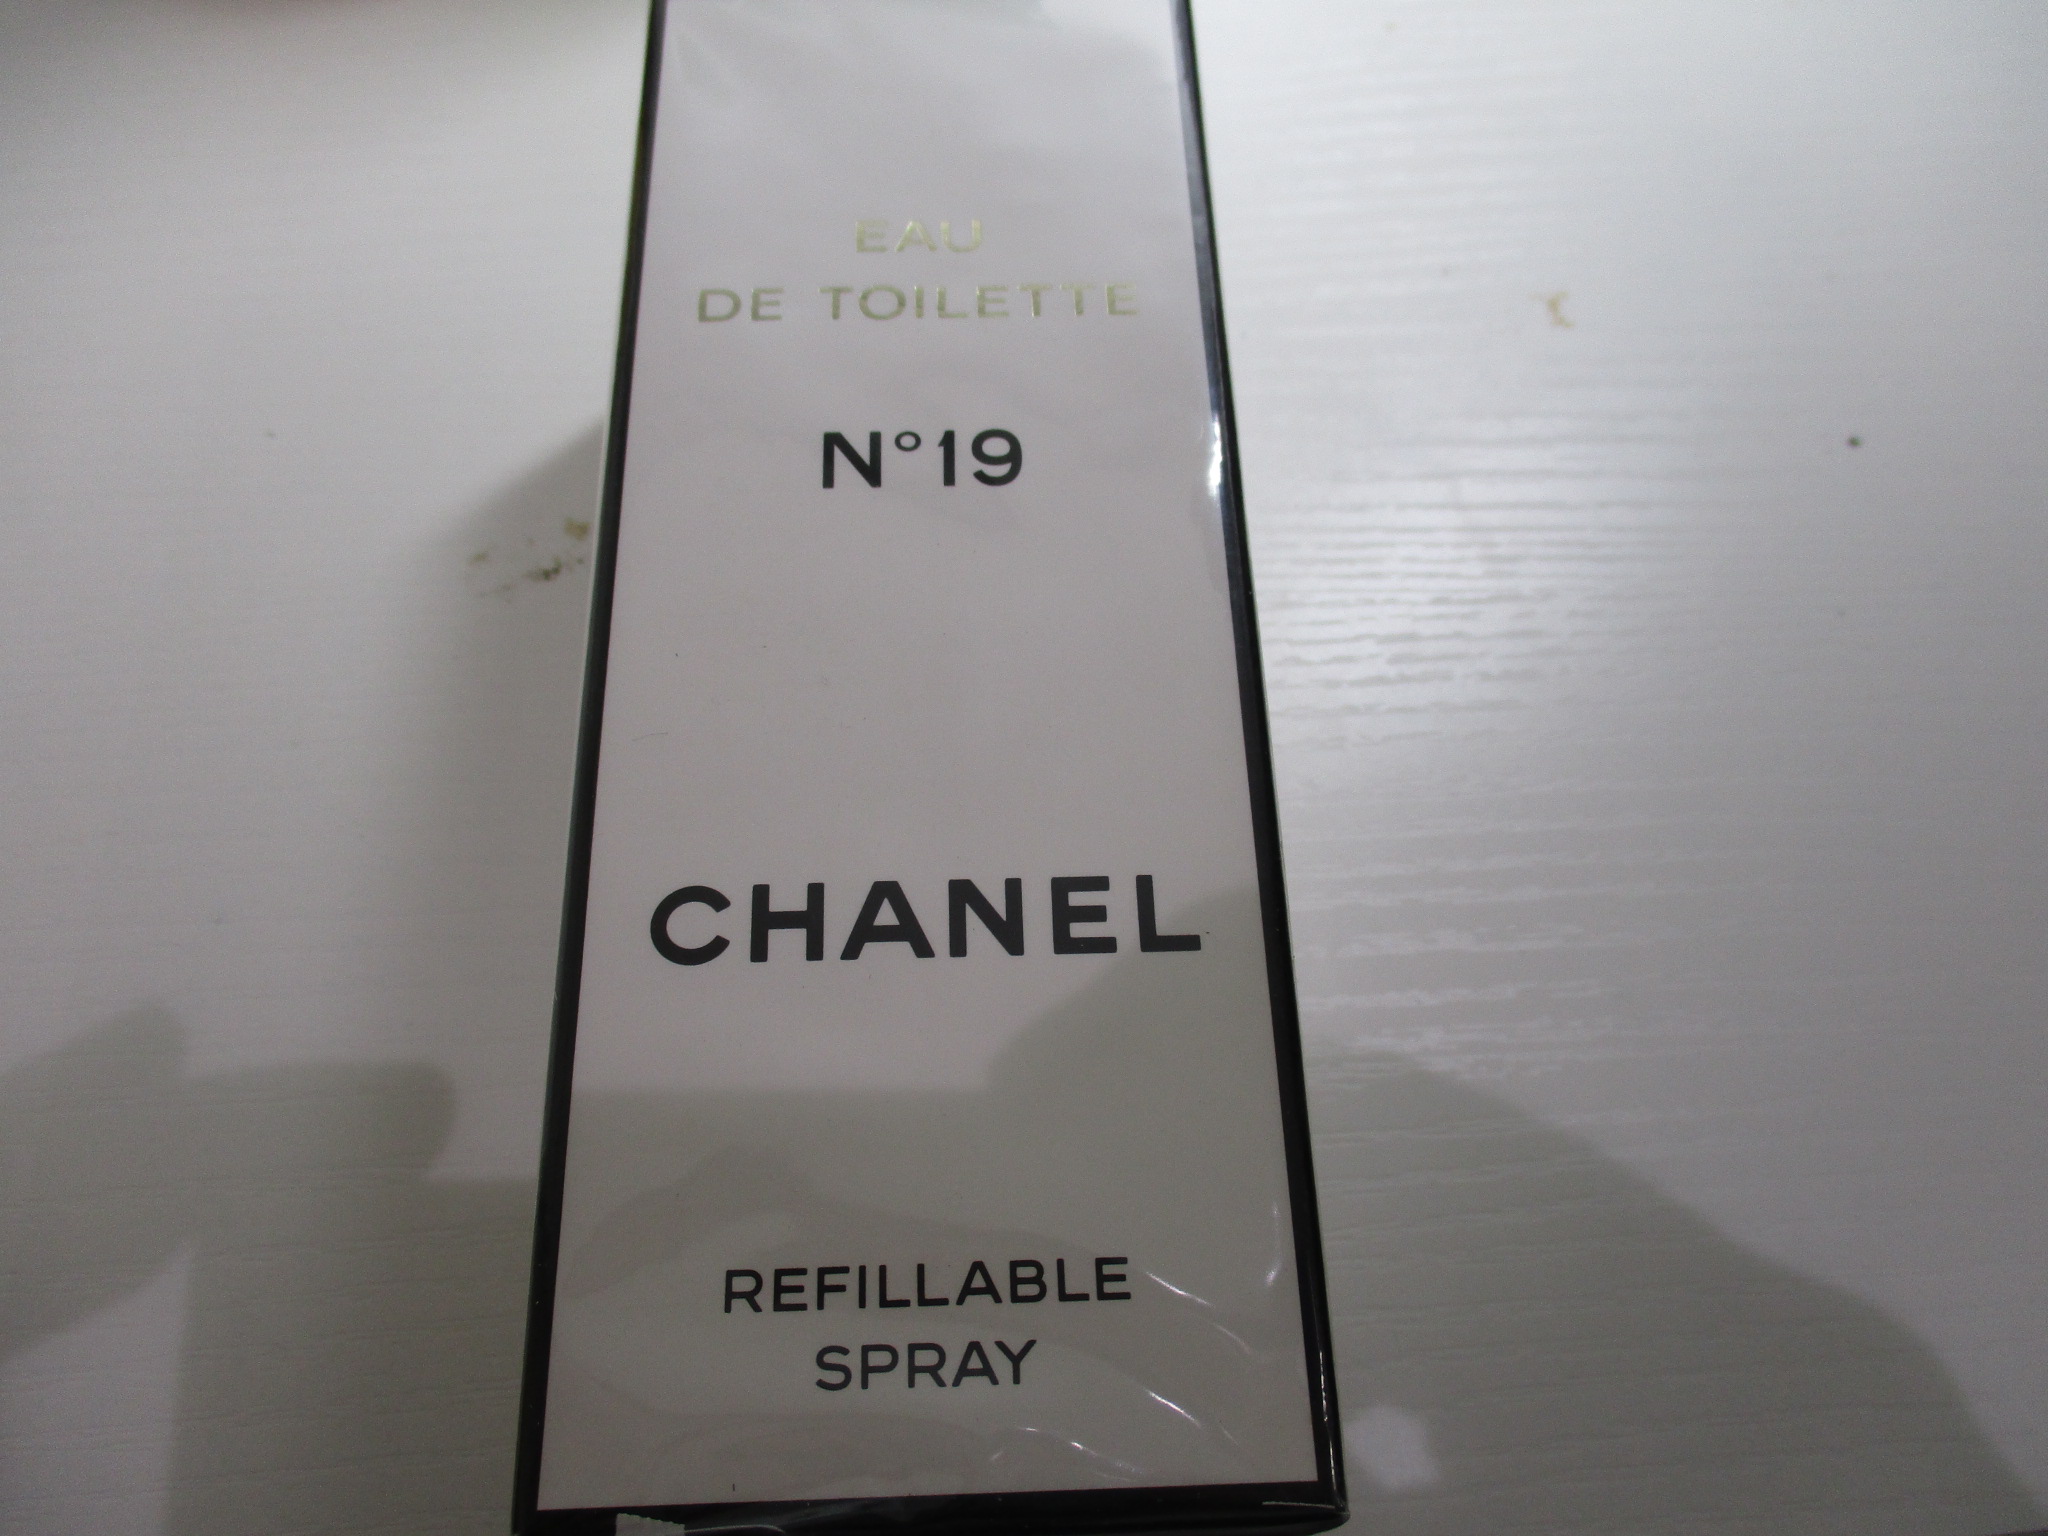 EAU
DE TOILETTE
N°19
CHANEL
REFILLABLE
SPRAY